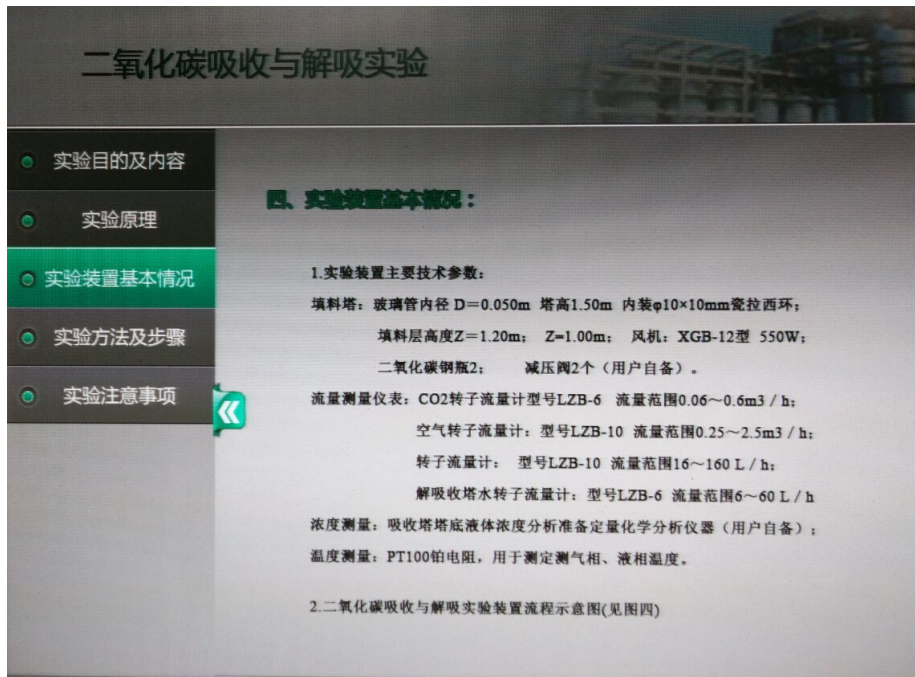 二氧化碳吸收与解吸实验
实验目的及内容
实验原理
实验装置基本情况
实验方法及步骤
实验注意事项
四、实验装置基本情况：
1.实验装置主要技术参数：
填料塔：玻璃管内径 D＝0.050m 塔高1.50m 内装φ10×10mm瓷拉西环；
填料层高度Z＝1.20m； Z=1.00m； 风机：XGB-12型 550W；
二氧化碳钢瓶2； 减压阀2个（用户自备）。
流量测量仪表：CO2转子流量计型号LZB-6 流量范围0.06～0.6m3 / h；
空气转子流量计：型号LZB-10 流量范围0.25～2.5m3 / h；
转子流量计： 型号LZB-10 流量范围16～160 L / h；
解吸收塔水转子流量计：型号LZB-6 流量范围6～60 L / h
浓度测量：吸收塔塔底液体浓度分析准备定量化学分析仪器（用户自备）；
温度测量：PT100铂电阻，用于测定测气相、液相温度。
2.二氧化碳吸收与解吸实验装置流程示意图(见图四)